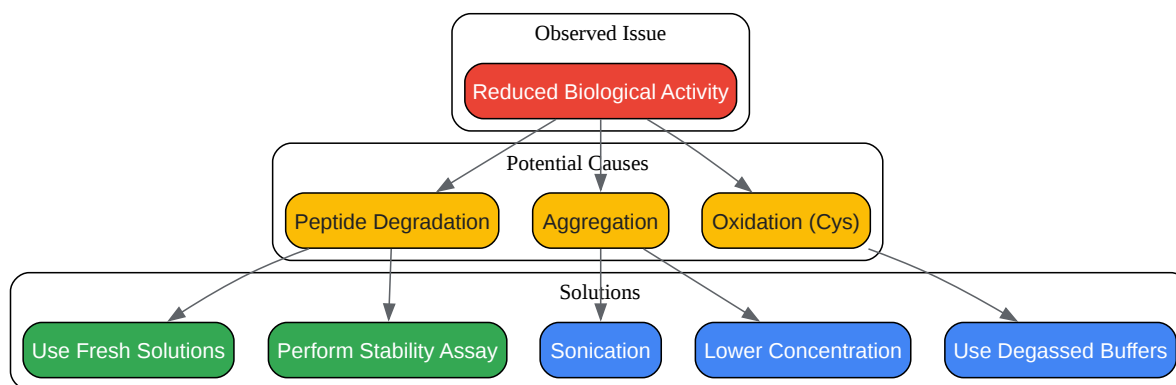 Observed Issue
Reduced Biological Activity
Potential Causes
Peptide Degradation
Aggregation
Oxidation (Cys)
Solutions
Use Fresh Solutions
Perform Stability Assay
Sonication
Lower Concentration
Use Degassed Buffers